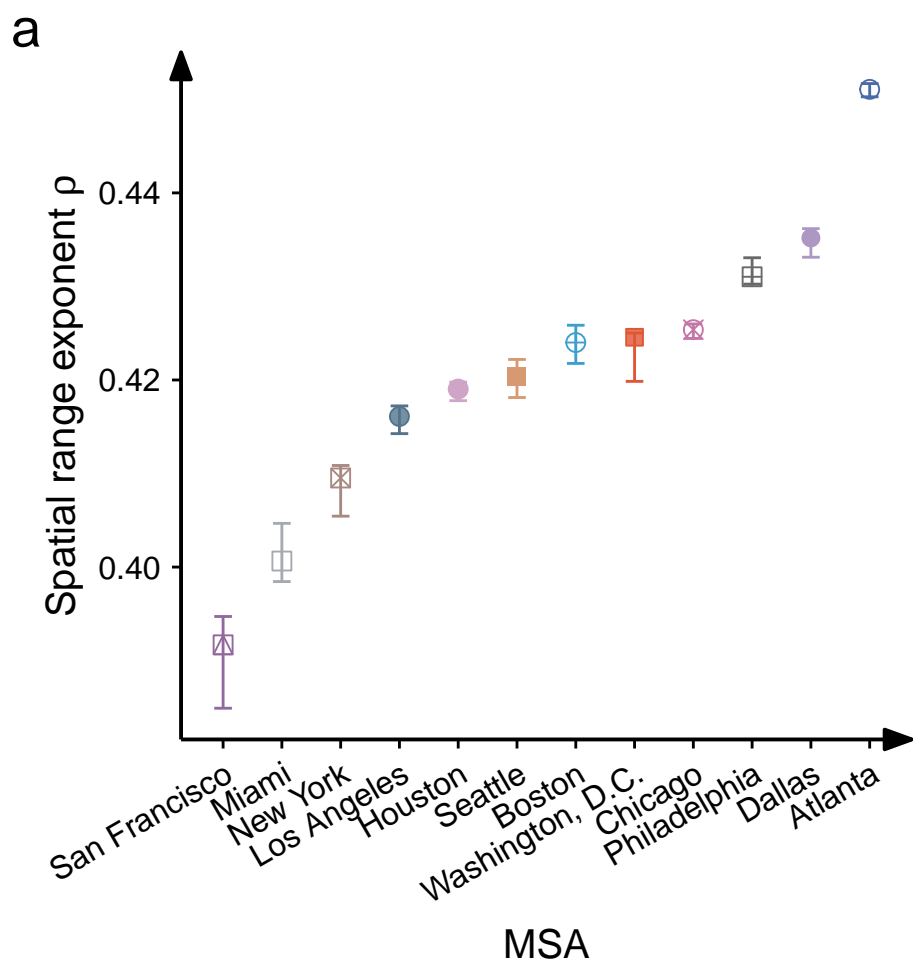 a
Spatial range exponent ρ
0.44
0.42
0.40
San Francisco
Miami
New York
Los Angeles
Houston
Seattle
Boston
Washington, D.C.
Chicago
Philadelphia
Dallas
Atlanta
MSA